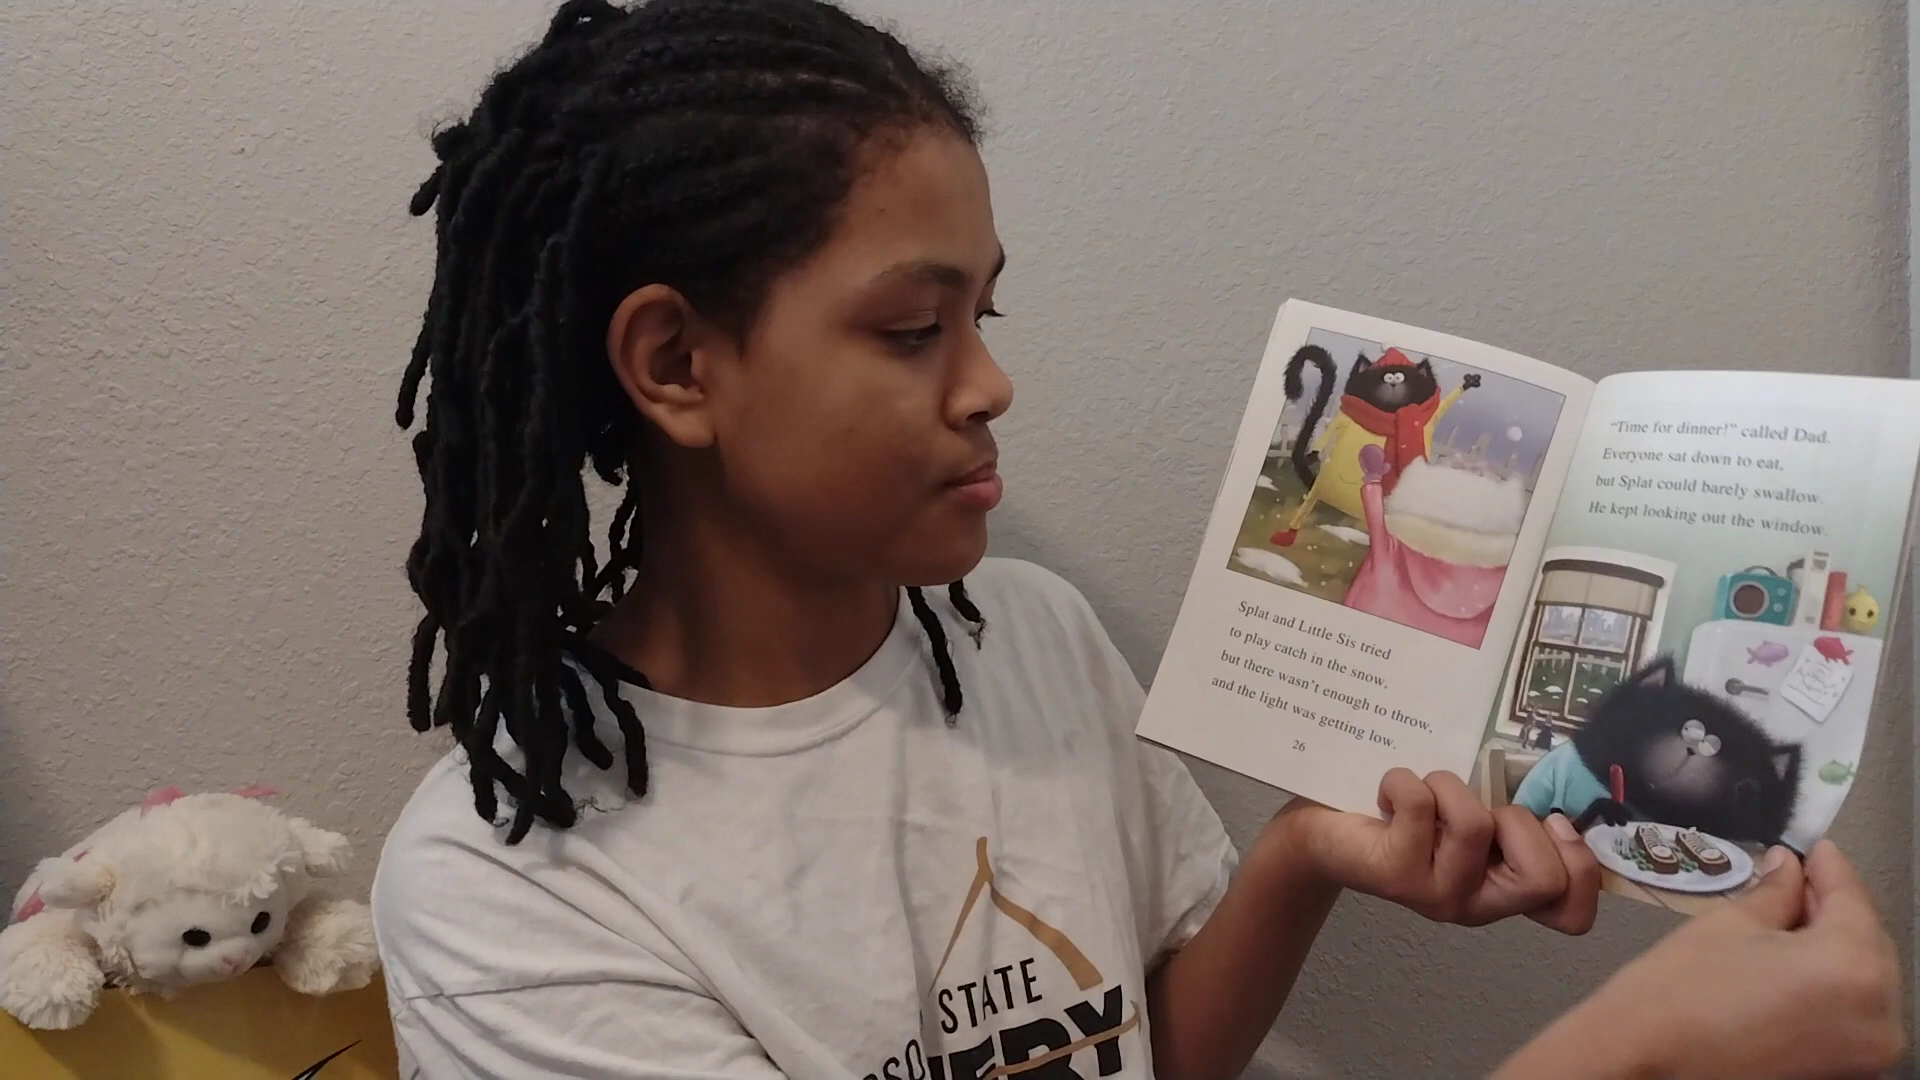 Splat and Little Sis tried
to play catch in the snow,
but there wasn't enough to throw,
and the light was getting low.
26
"Time for dinner!" called Dad.
Everyone sat down to eat,
but Splat could barely swallow.
He kept looking out the window.
STATE